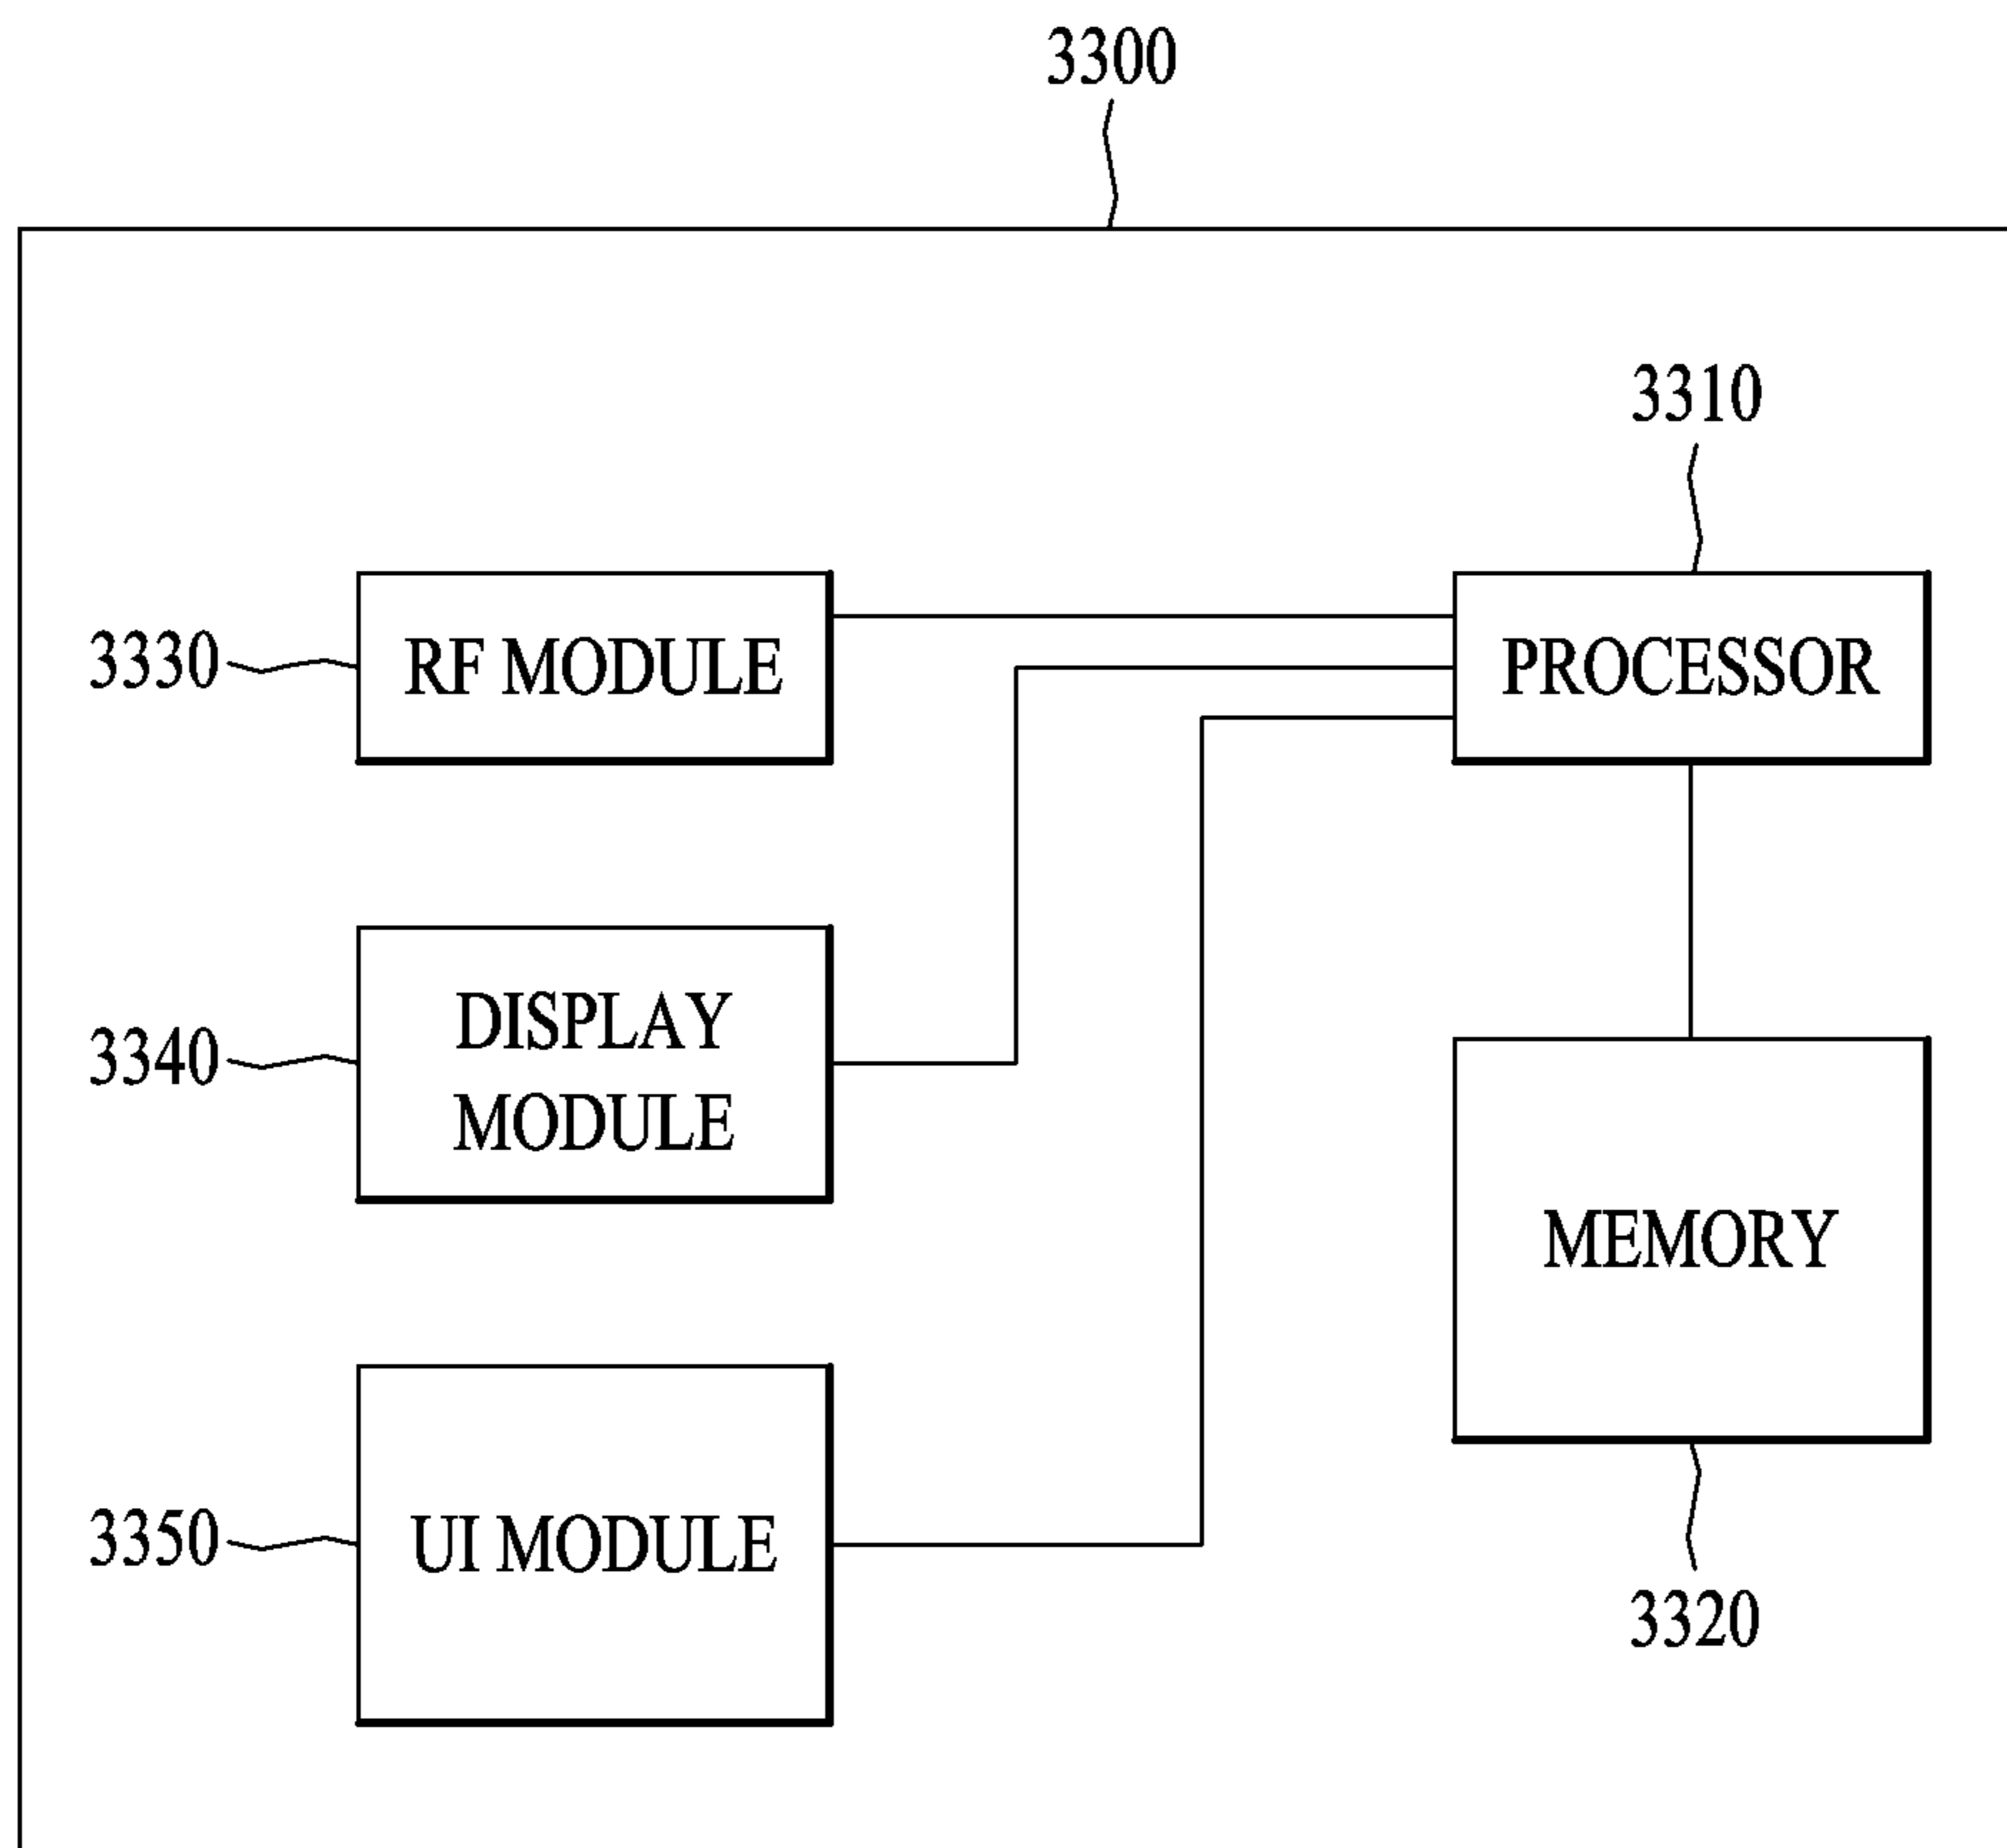 3300
3310
3330
RF MODULE
PROCESSOR
3340
DISPLAY
MODULE
MEMORY
3350
UI MODULE
3320